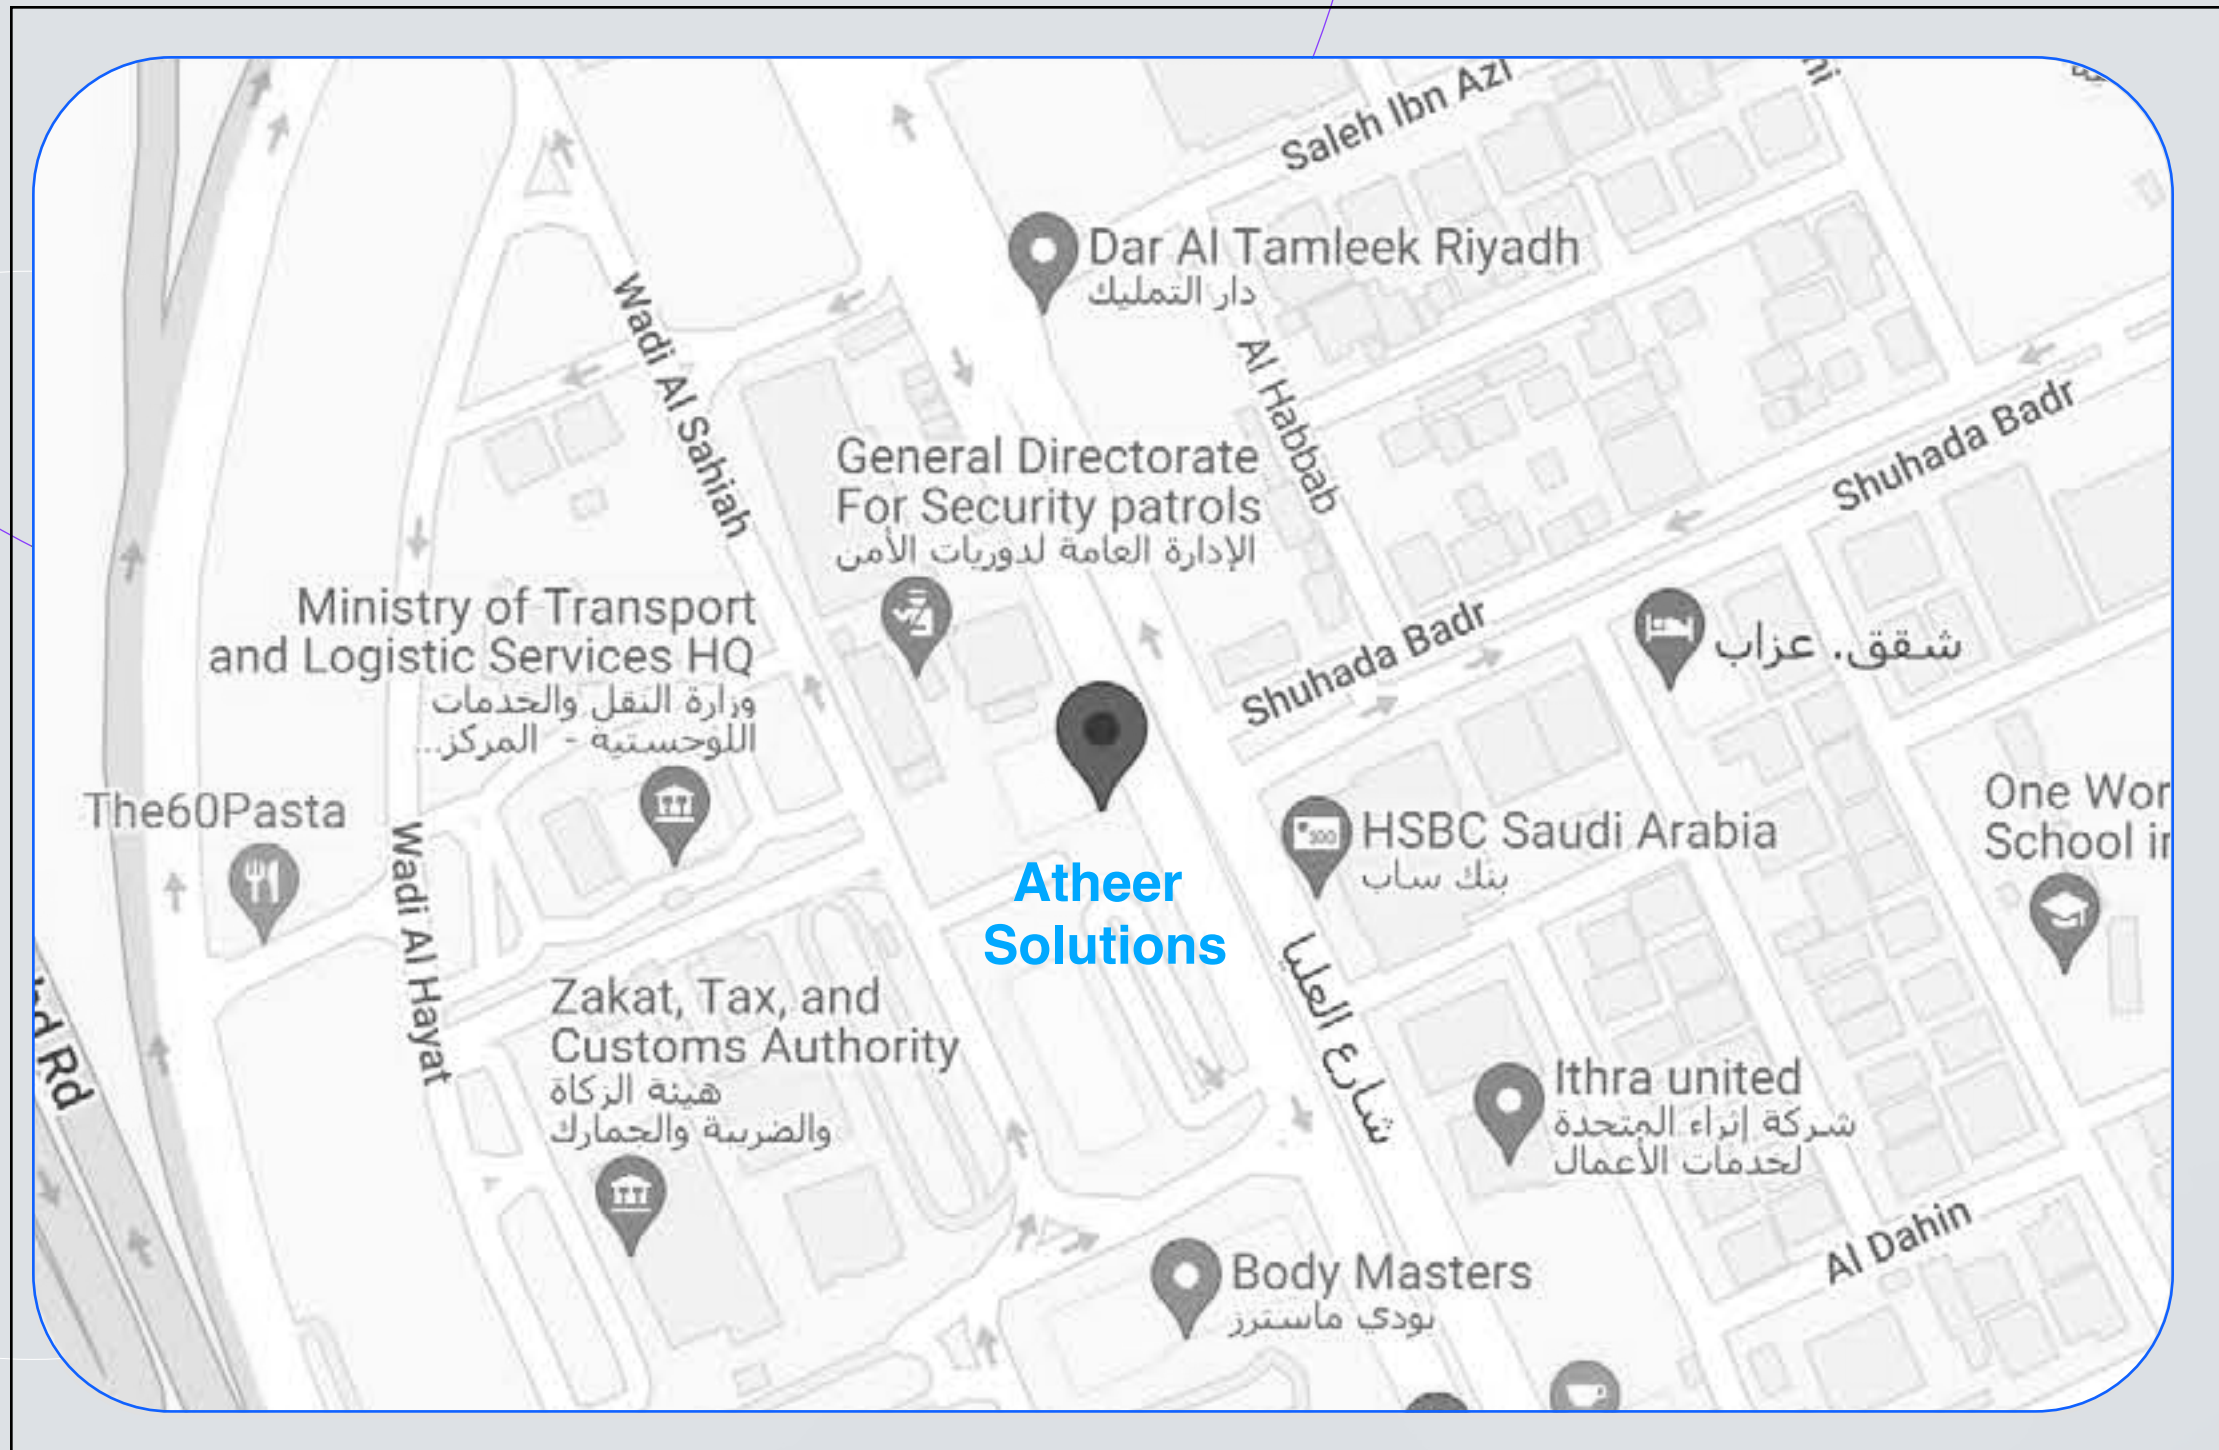 Saleh Ibn Azi
Dar Al Tamleek Riyadh
دار التمليك
Wadi Al Sahiah
Al Habbab
Shuhada Badr
General Directorate
For Security patrols
الإدارة العامة لدوريات الأمن
Ministry of Transport
and Logistic Services HQ
وزارة النقل والخدمات
اللوجستية - المركز...
Shuhada Badr
شقق. عزاب
The60Pasta
Wadi Al Hayat
HSBC Saudi Arabia
بنك ساب
One Wor
School in
Atheer
Solutions
شارع العليا
Zakat, Tax, and
Customs Authority
هيئة الزكاة
والضريبة والجمارك
Rd
Ithra united
شركة إثراء المتحدة
لخدمات الأعمال
Al Dahin
Body Masters
بودي ماسترز